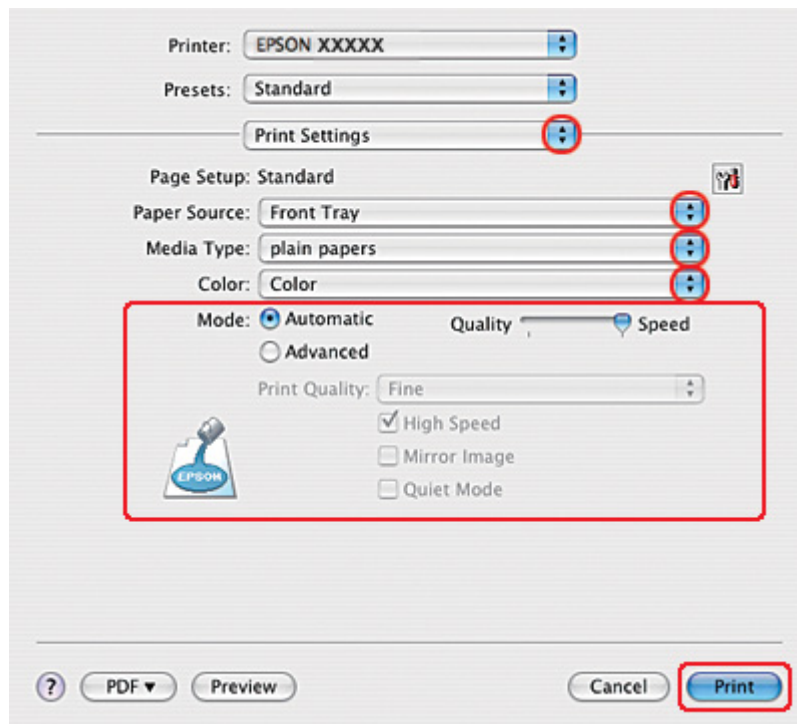 Printer: EPSON XXXXX
Presets: Standard
Print Settings
Page Setup: Standard
Paper Source: Front Tray
Media Type: plain papers
Color: Color
Mode: Automatic Quality Speed
Advanced
Print Quality: Fine
High Speed
Mirror Image
EPSON
Quiet Mode
? PDF Preview Cancel Print